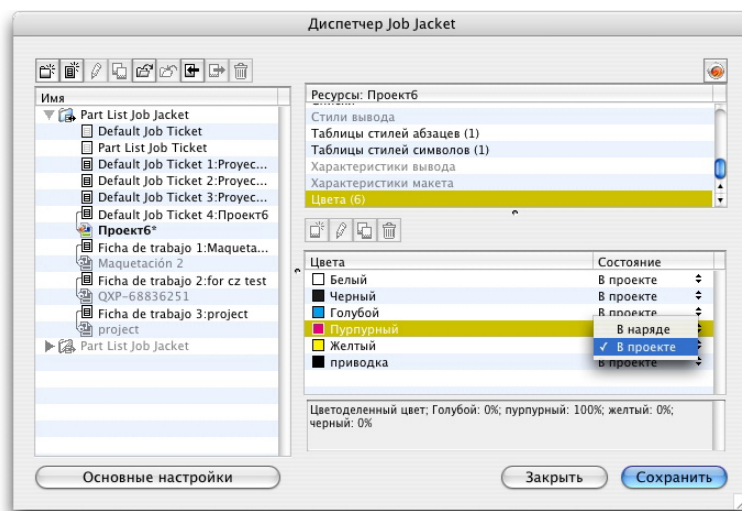 Диспетчер Job Jacket
Имя
Part List Job Jacket
Default Job Ticket
Part List Job Ticket
Default Job Ticket 1:Proyec...
Default Job Ticket 2:Proyec...
Default Job Ticket 3:Proyec...
Default Job Ticket 4:Проект6
Проект6*
Ficha de trabajo 1:Maqueta...
Maquetación 2
Ficha de trabajo 2:for cz test
QXP-68836251
Ficha de trabajo 3:project
project
Part List Job Jacket
Ресурсы: Проект6
Стили вывода
Таблицы стилей абзацев (1)
Таблицы стилей символов (1)
Характеристики вывода
Характеристики макета
Цвета (6)
Цвета Состояние
Белый В проекте
Черный В проекте
Голубой В проекте
Пурпурный В наряде
Желтый ✓ В проекте
приводка В проекте
Цветоделенный цвет; Голубой: 0%; пурпурный: 100%; желтый: 0%;
черный: 0%
Основные настройки Закрыть Сохранить